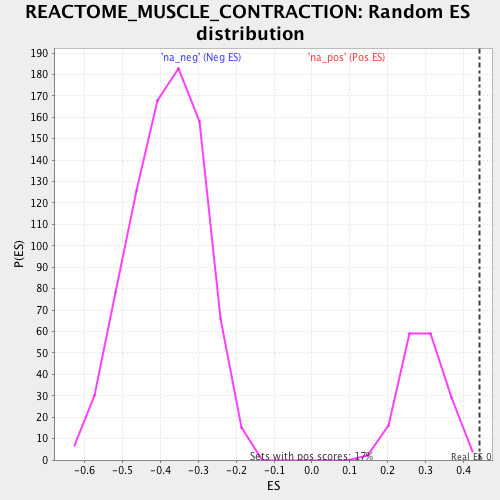 REACTOME_MUSCLE_CONTRACTION: Random ES
distribution
'na_neg' (Neg ES)
'na_pos' (Pos ES)
190
180
170
160
150
140
130
120
110
100
90
80
70
60
50
40
30
20
10
0
P(ES)
Sets with pos scores: 17%
Real ES 0
-0.6 -0.5 -0.4 -0.3 -0.2 -0.1 0.0 0.1 0.2 0.3 0.4
ES